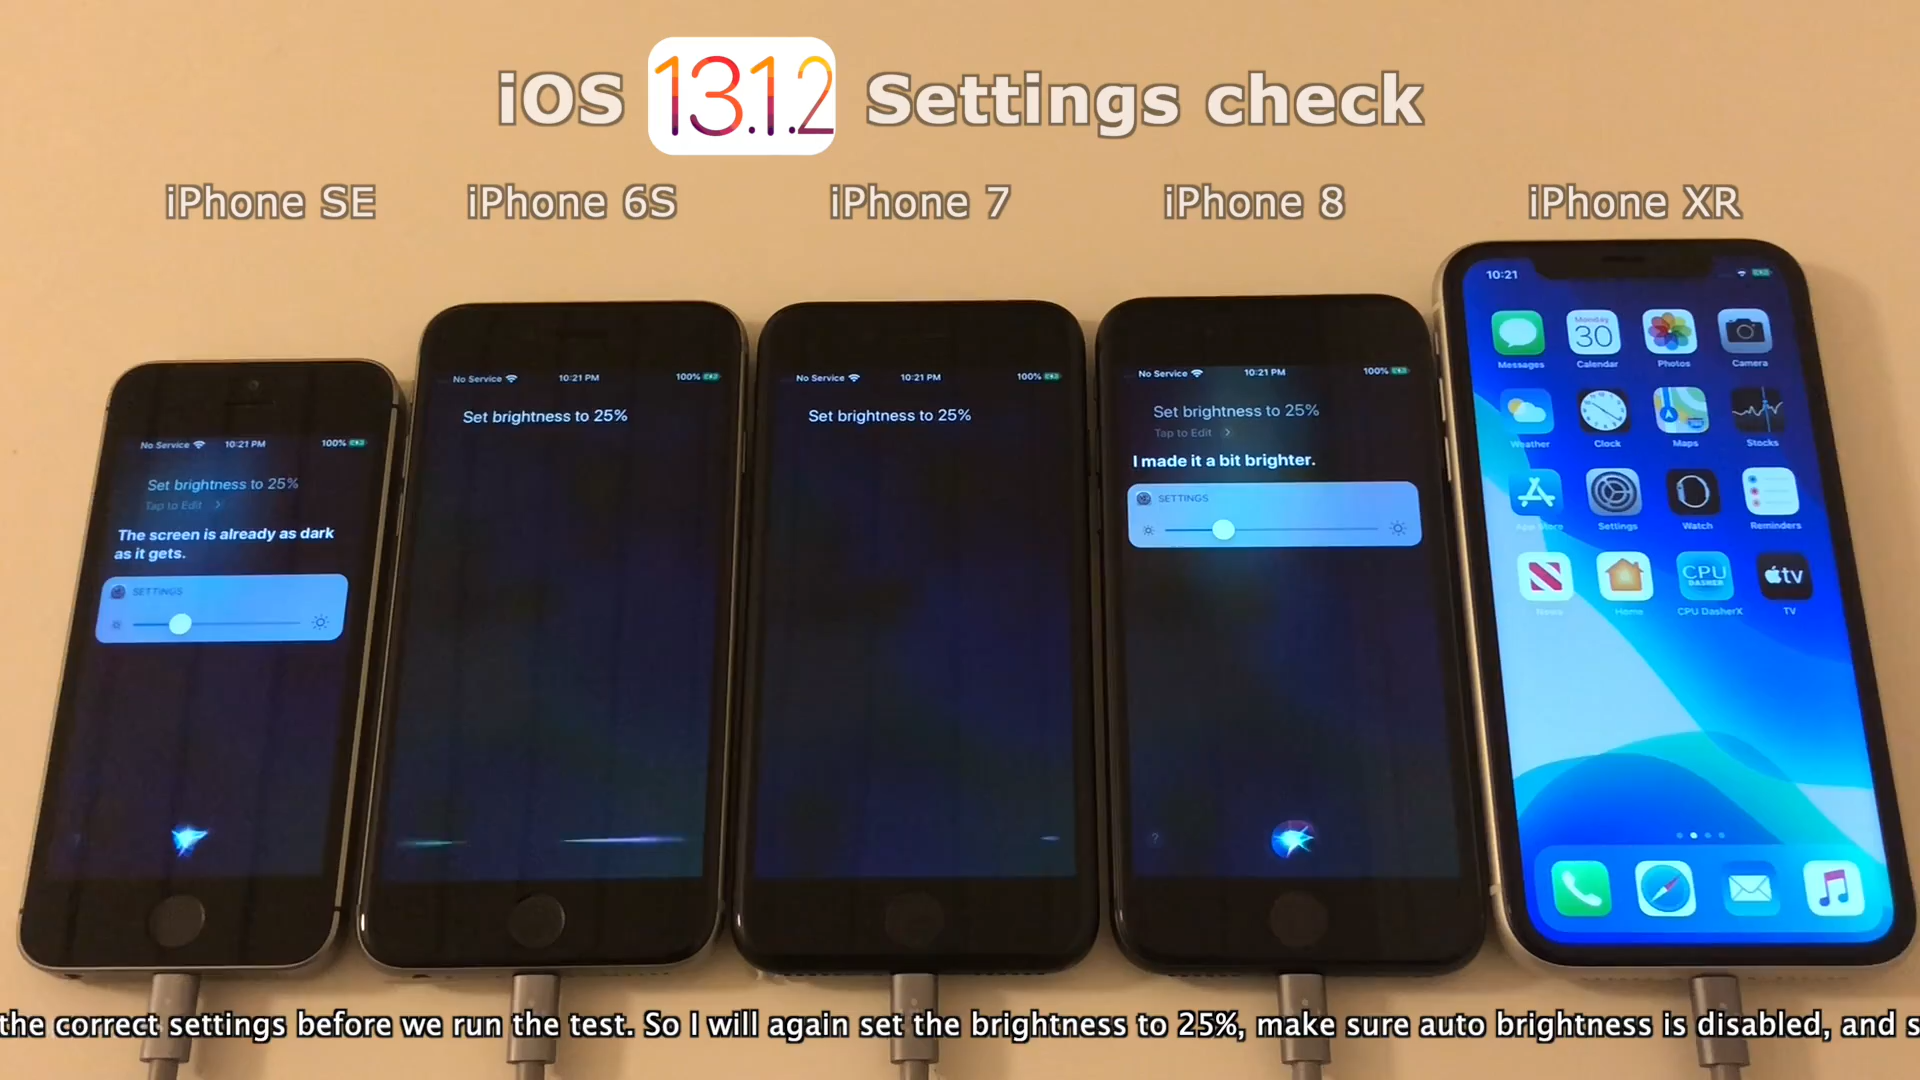 iOS 13.1.2 Settings check
iPhone SE
iPhone 6S
iPhone 7
iPhone 8
iPhone XR
No Service 10:21 PM 100%
Set brightness to 25%
Tap to Edit
The screen is already as dark
as it gets.
SETTINGS
No Service 10:21 PM 100%
Set brightness to 25%
No Service 10:21 PM 100%
Set brightness to 25%
No Service 10:21 PM 100%
Set brightness to 25%
Tap to Edit
I made it a bit brighter.
SETTINGS
?
10:21
Monday
30
Messages Calendar Photos Camera
Weather Clock Maps Stocks
App Store Settings Watch Reminders
CPU
DASHER
tv
News Home CPU DasherX TV
the correct settings before we run the test. So I will again set the brightness to 25%, make sure auto brightness is disabled, and s